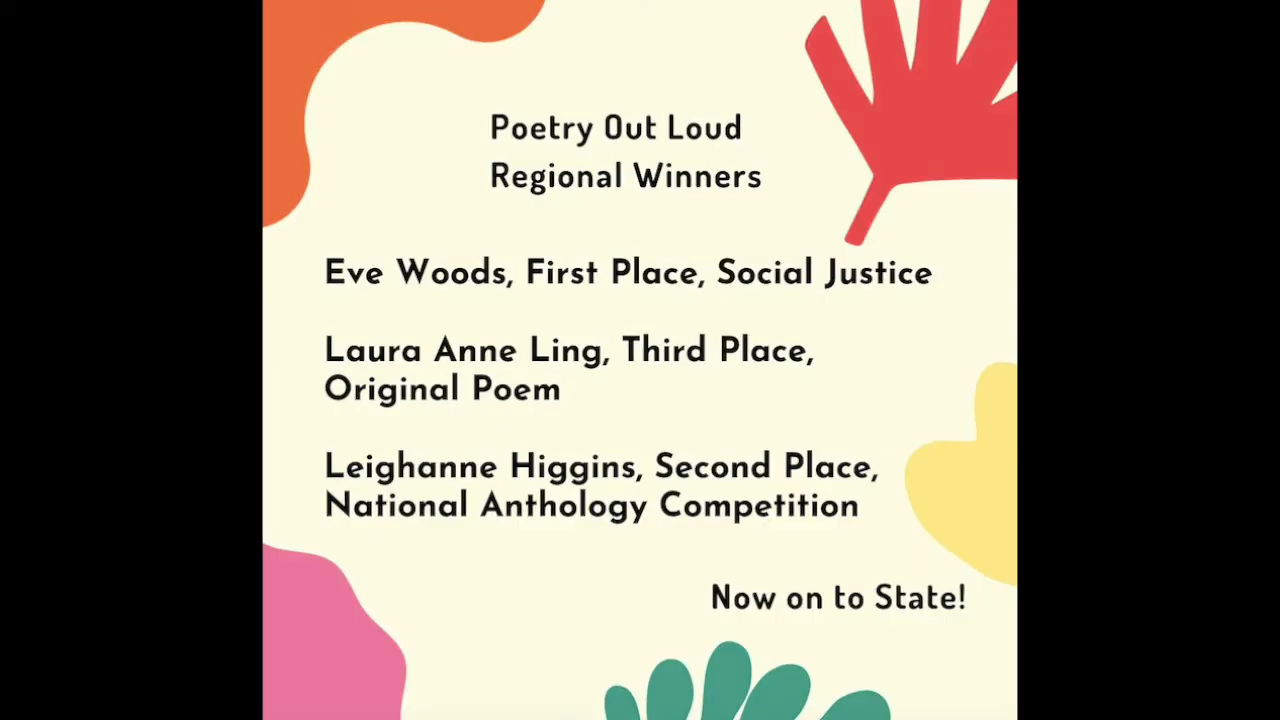 Poetry Out Loud
Regional Winners
Eve Woods, First Place, Social Justice
Laura Anne Ling, Third Place,
Original Poem
Leighanne Higgins, Second Place,
National Anthology Competition
Now on to State!